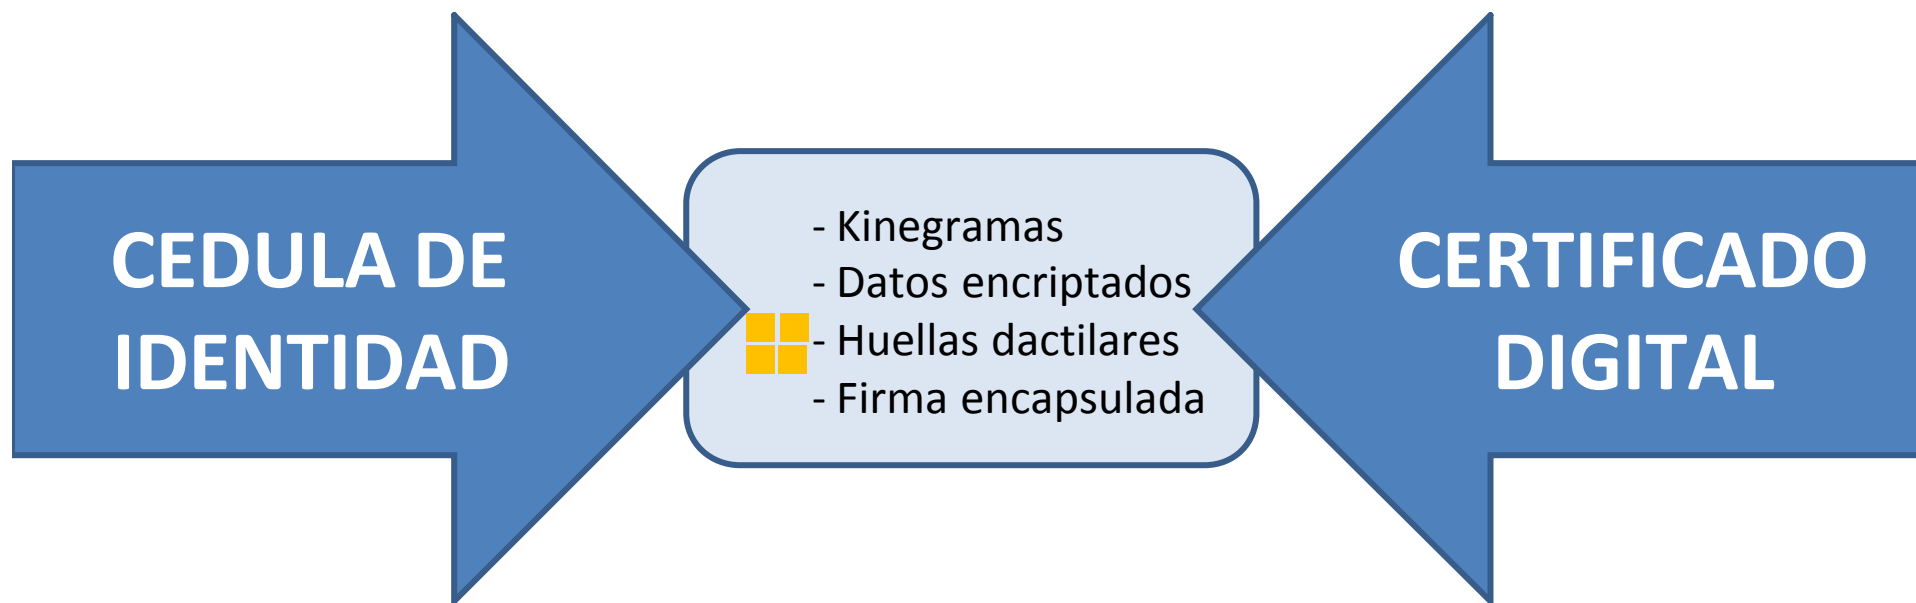 CEDULA DE
IDENTIDAD
- Kinegramas
- Datos encriptados
- Huellas dactilares
- Firma encapsulada
CERTIFICADO
DIGITAL